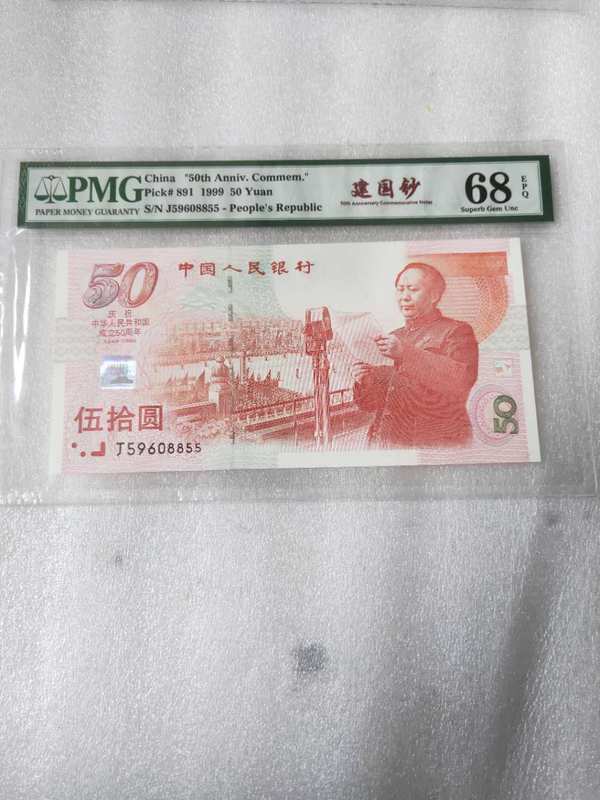 PMG
PAPER MONEY GUARANTY
China "50th Anniv. Commem."
Pick# 891 1999 50 Yuan
S/N J59608855 - People's Republic
建国钞
50th Anniversary Commemorative Notes
68
EPQ
Superb Gem Unc
50
中国人民银行
庆祝
中华人民共和国
成立50周年
伍拾圆
J59608855
50